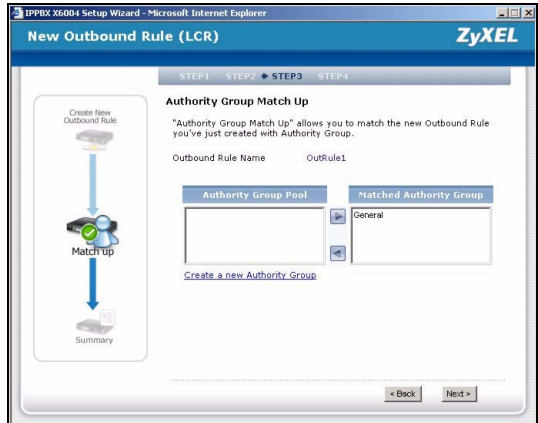 IPPBX X6004 Setup Wizard - Microsoft Internet Explorer
New Outbound Rule (LCR)
ZyXEL
STEP1 STEP2 STEP3 STEP4
Create New
Outbound Rule
Match up
Summary
Authority Group Match Up
"Authority Group Match Up" allows you to match the new Outbound Rule
you've just created with Authority Group.
Outbound Rule Name OutRule1
Authority Group Pool
Matched Authority Group
General
Create a new Authority Group
< Back
Next >